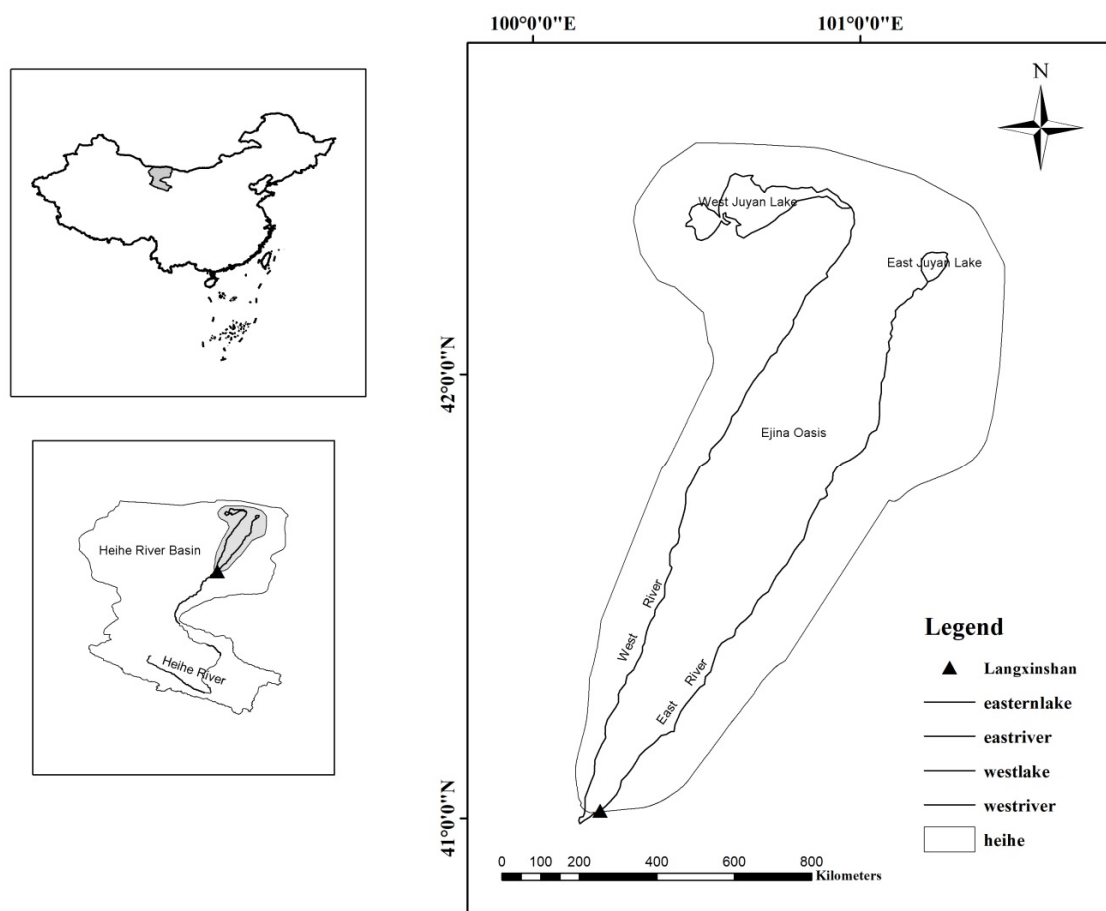 100°0'0"E
101°0'0"E
N
West Juyan Lake
East Juyan Lake
42°0'0"N
Ejina Oasis
Heihe River Basin
Heihe River
West River
East River
41°0'0"N
Legend
Langxinshan
easternlake
eastriver
westlake
westriver
heihe
0 100 200 400 600 800
Kilometers